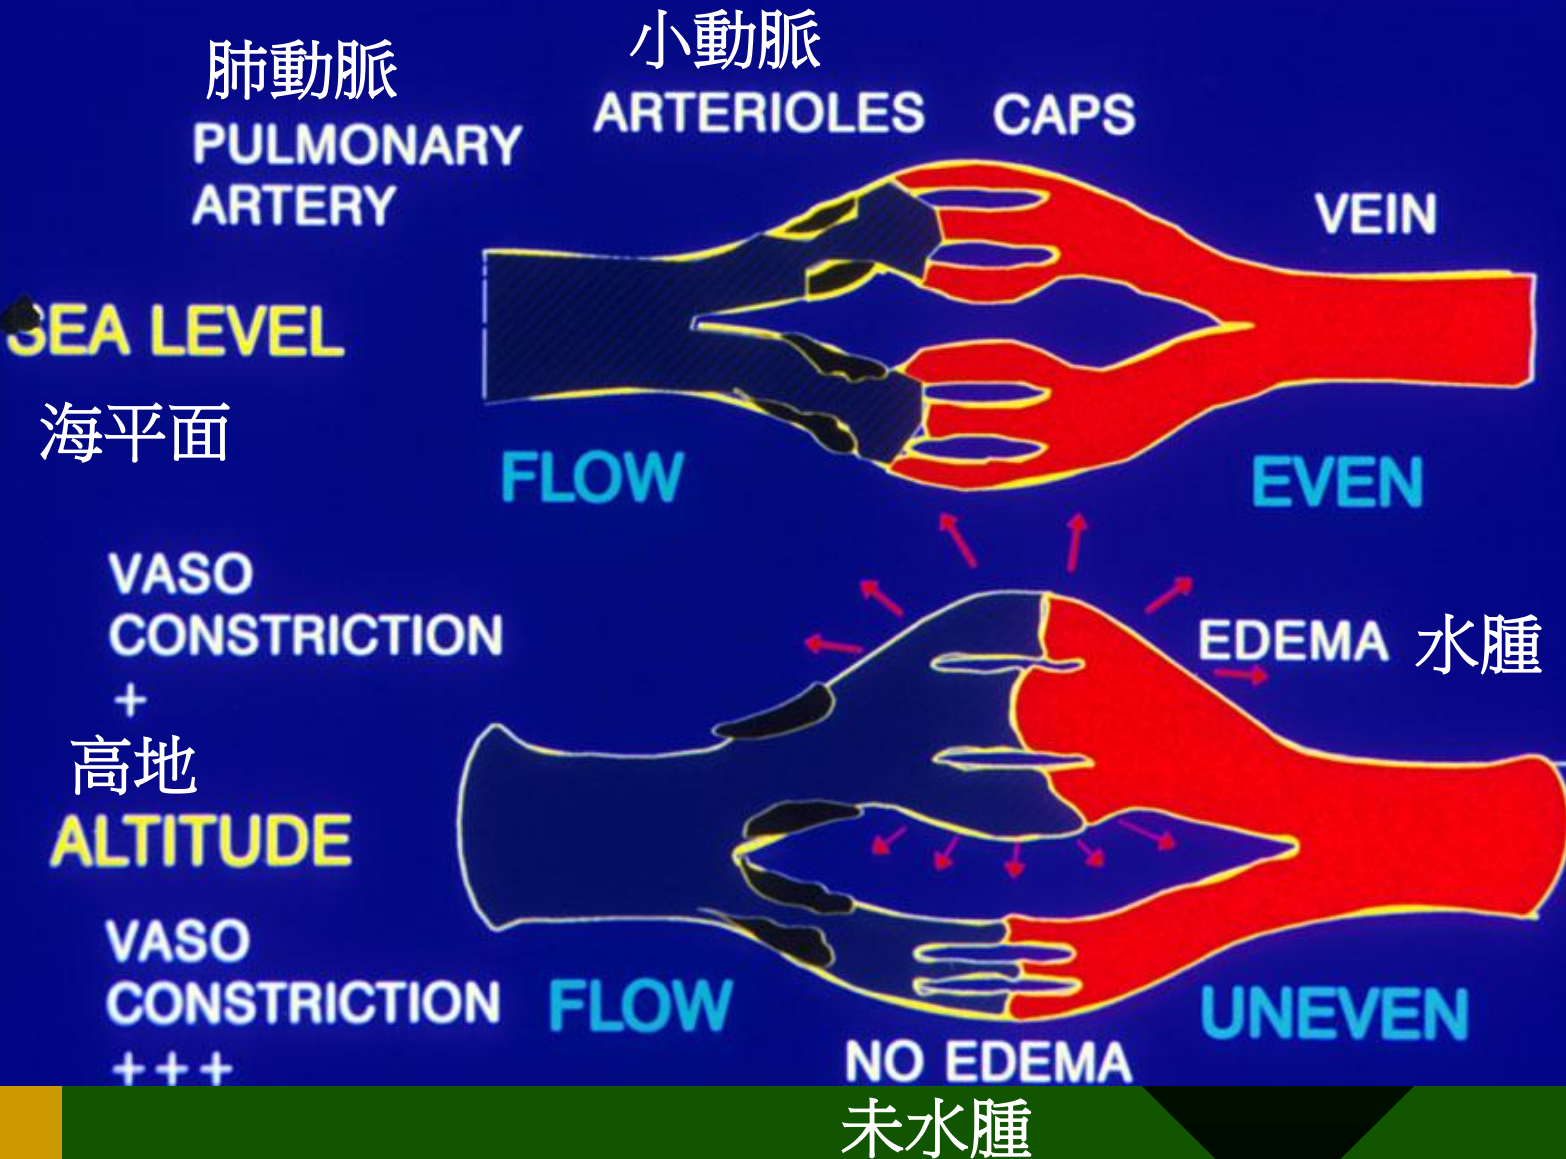 肺動脈
PULMONARY
ARTERY
小動脈
ARTERIOLES
CAPS
VEIN
SEA LEVEL
海平面
FLOW
EVEN
VASO
CONSTRICTION
+
高地
ALTITUDE
EDEMA 水腫
VASO
CONSTRICTION
+++
FLOW
UNEVEN
NO EDEMA
未水腫